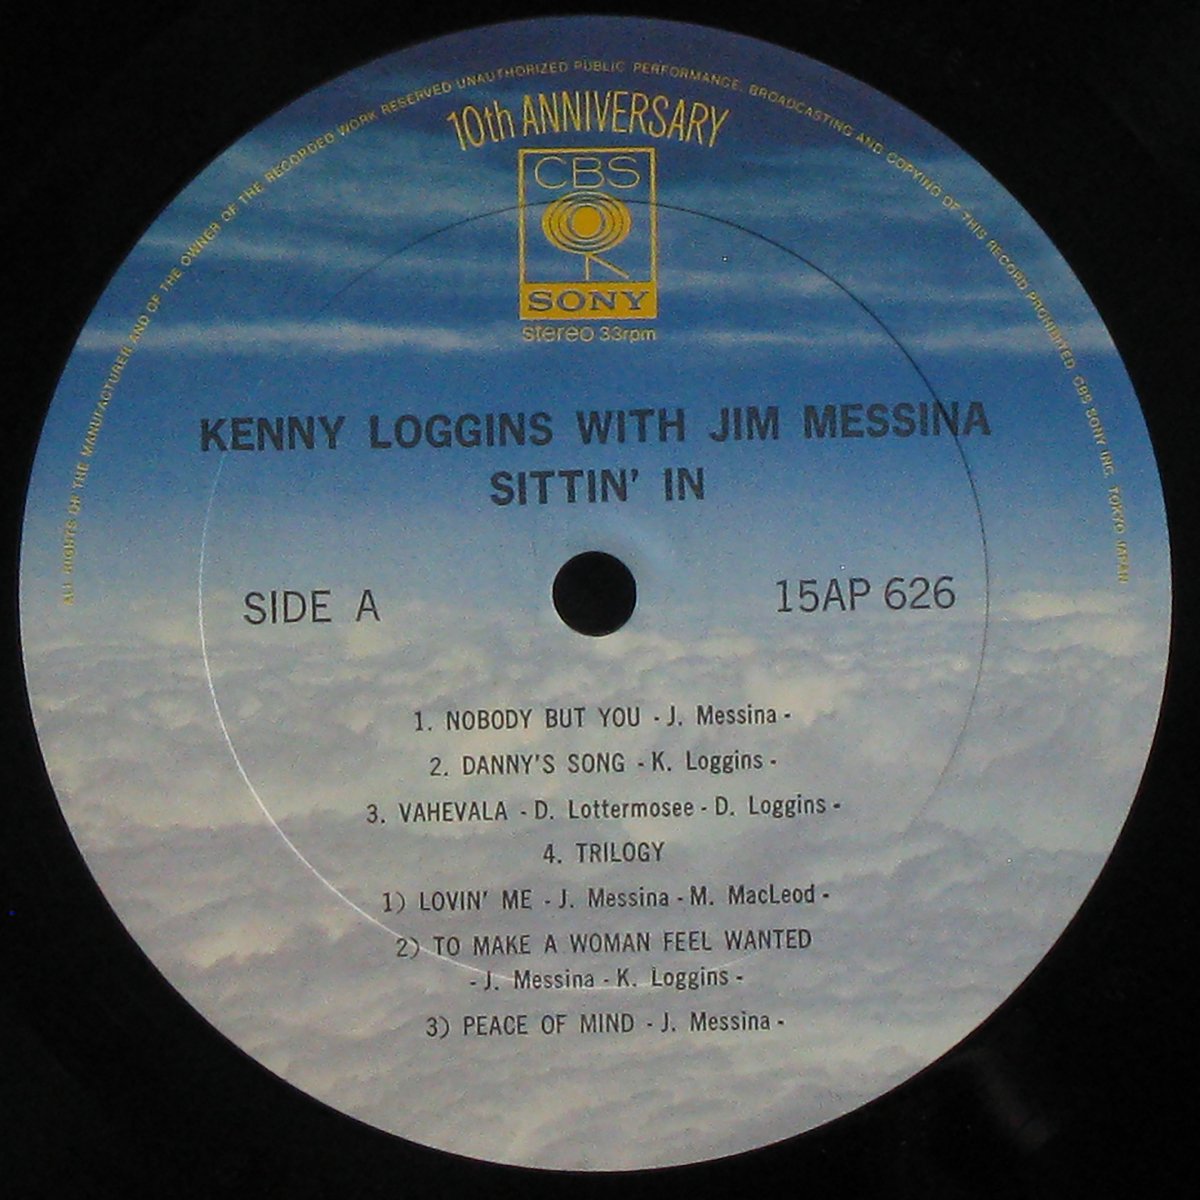 ALL RIGHTS OF THE MANUFACTURER AND OF THE OWNER OF THE RECORDED WORK RESERVED UNAUTHORIZED PUBLIC PERFORMANCE. BROADCASTING AND COPYING OF THIS RECORD PROHIBITED. CBS SONY INC. TOKYO JAPAN
10th ANNIVERSARY
CBS
SONY
stereo 33rpm
KENNY LOGGINS WITH JIM MESSINA
SITTIN' IN
SIDE A
15AP 626
1. NOBODY BUT YOU - J. Messina -
2. DANNY'S SONG - K. Loggins -
3. VAHEVALA - D. Lottermosee - D. Loggins -
4. TRILOGY
1) LOVIN' ME - J. Messina - M. MacLeod -
2) TO MAKE A WOMAN FEEL WANTED
- J. Messina - K. Loggins -
3) PEACE OF MIND - J. Messina -